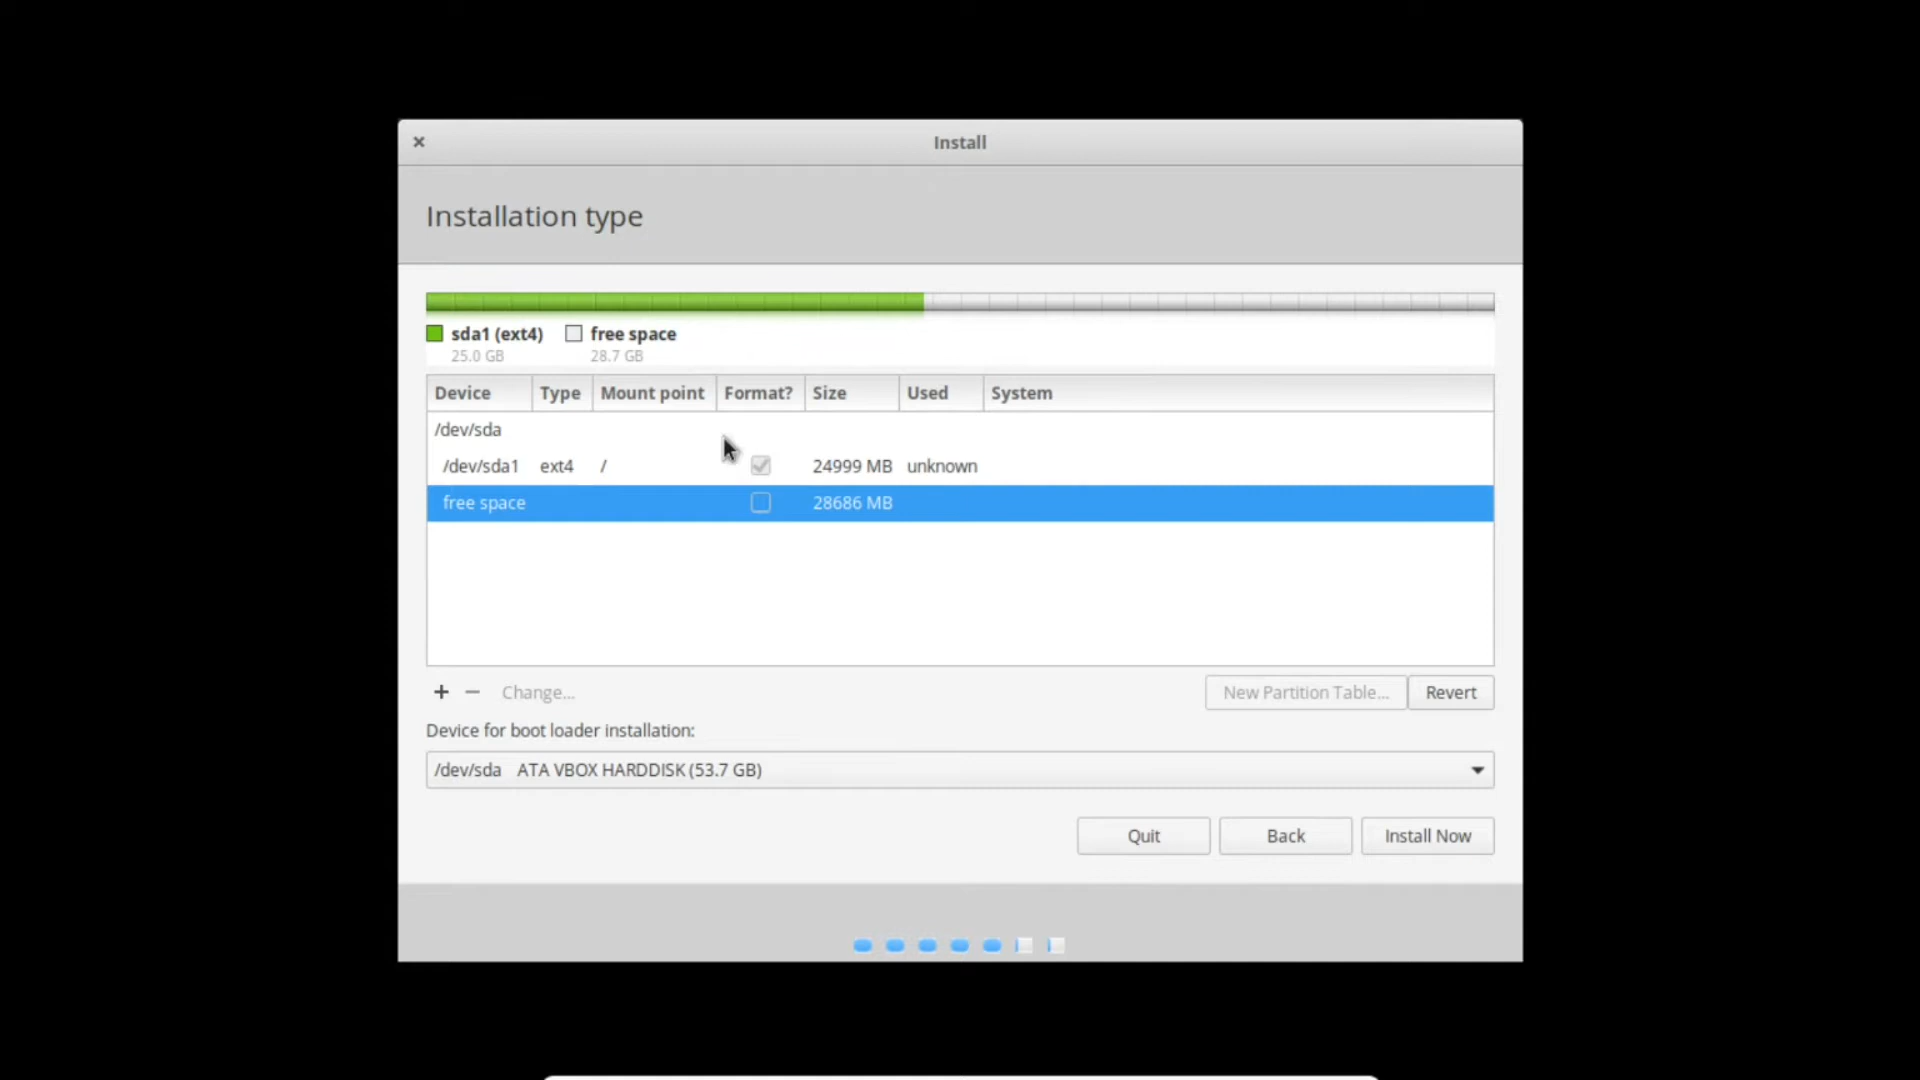 Install
Installation type
sda1 (ext4) free space
25.0 GB 28.7 GB
Device Type Mount point Format? Size Used System
/dev/sda
/dev/sda1 ext4 / 24999 MB unknown
free space 28686 MB
+ − Change... New Partition Table... Revert
Device for boot loader installation:
/dev/sda ATA VBOX HARDDISK (53.7 GB)
Quit Back Install Now